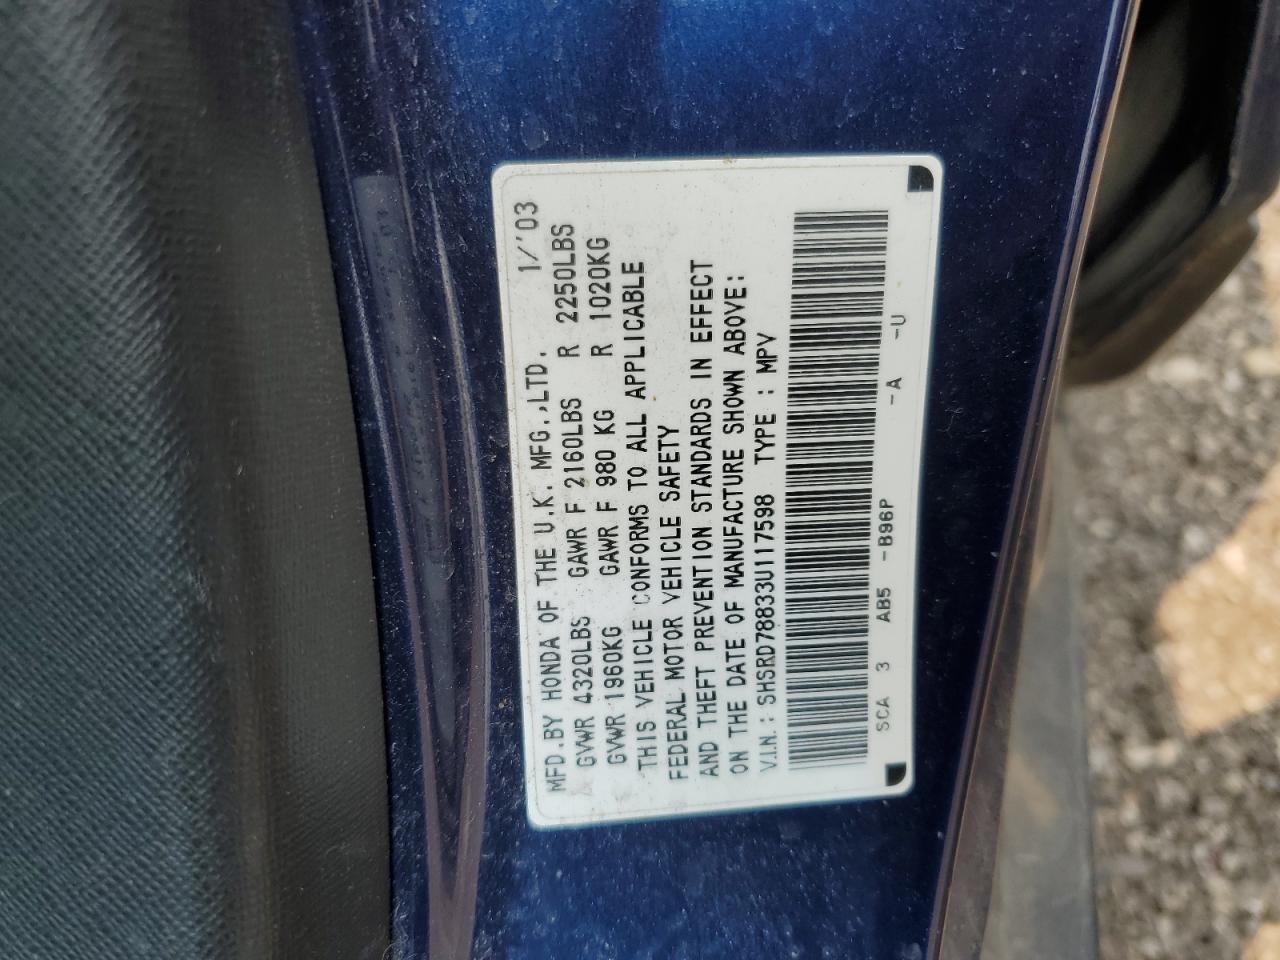 MFD.BY HONDA OF THE U.K. MFG.,LTD. 1/'03
GVWR 4320LBS GAWR F 2160LBS R 2250LBS
GVWR 1960KG GAWR F 980 KG R 1020KG
THIS VEHICLE CONFORMS TO ALL APPLICABLE
FEDERAL MOTOR VEHICLE SAFETY
AND THEFT PREVENTION STANDARDS IN EFFECT
ON THE DATE OF MANUFACTURE SHOWN ABOVE:
V.I.N.: SHSRD78833U117598 TYPE : MPV
SCA 3 AB5 -B96P -A -U